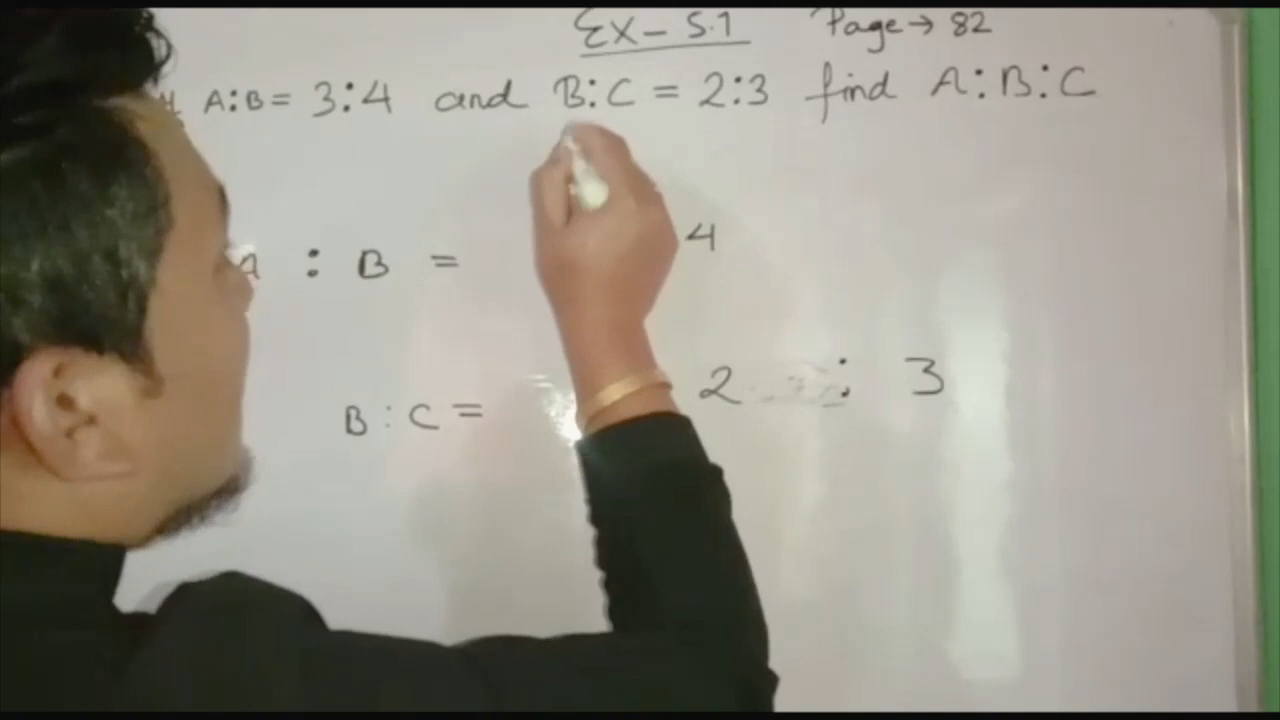 Ex - 5.1 Page → 82
A:B = 3:4 and B:C = 2:3 find A:B:C
A : B = 4
B : C = 2 : 3